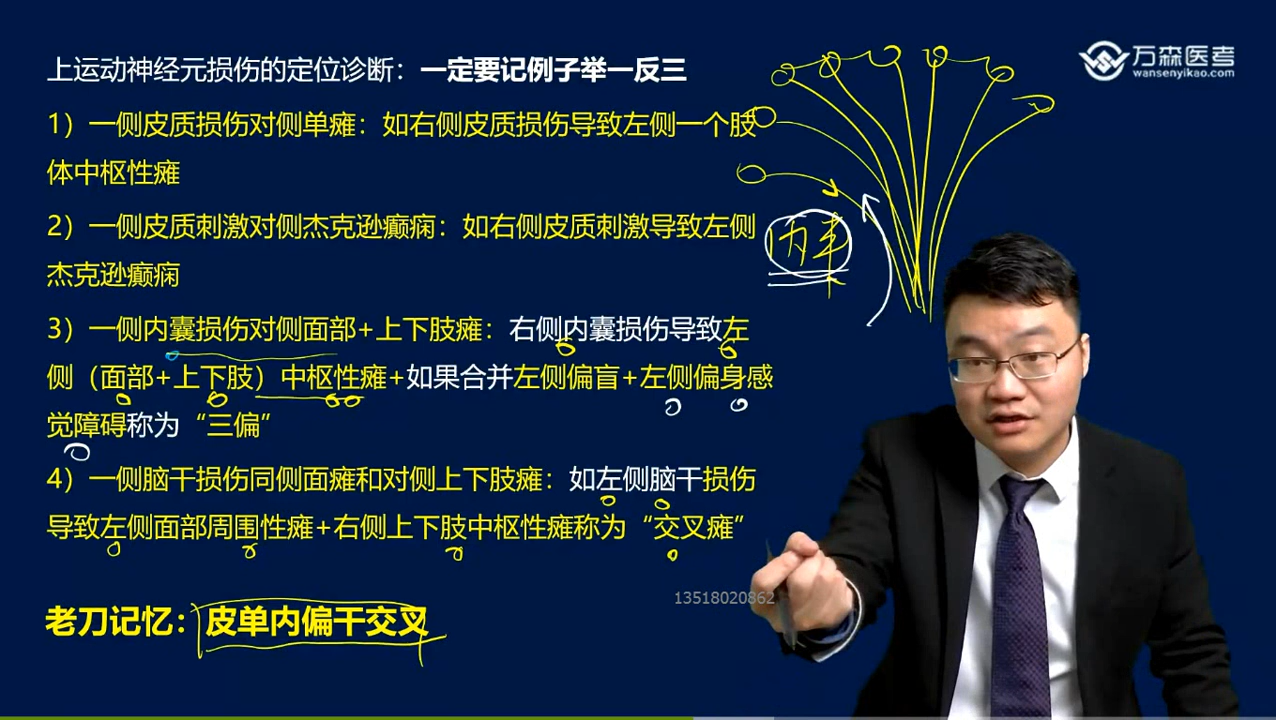 上运动神经元损伤的定位诊断：一定要记例子举一反三
万森医考
wansenyikao.com
1）一侧皮质损伤对侧单瘫：如右侧皮质损伤导致左侧一个肢
体中枢性瘫
2）一侧皮质刺激对侧杰克逊癫痫：如右侧皮质刺激导致左侧
杰克逊癫痫
3）一侧内囊损伤对侧面部+上下肢瘫：右侧内囊损伤导致左
侧（面部+上下肢）中枢性瘫+如果合并左侧偏盲+左侧偏身感
觉障碍称为“三偏”
4）一侧脑干损伤同侧面瘫和对侧上下肢瘫：如左侧脑干损伤
导致左侧面部周围性瘫+右侧上下肢中枢性瘫称为“交叉瘫”
13518020862
老刀记忆：皮单内偏干交叉